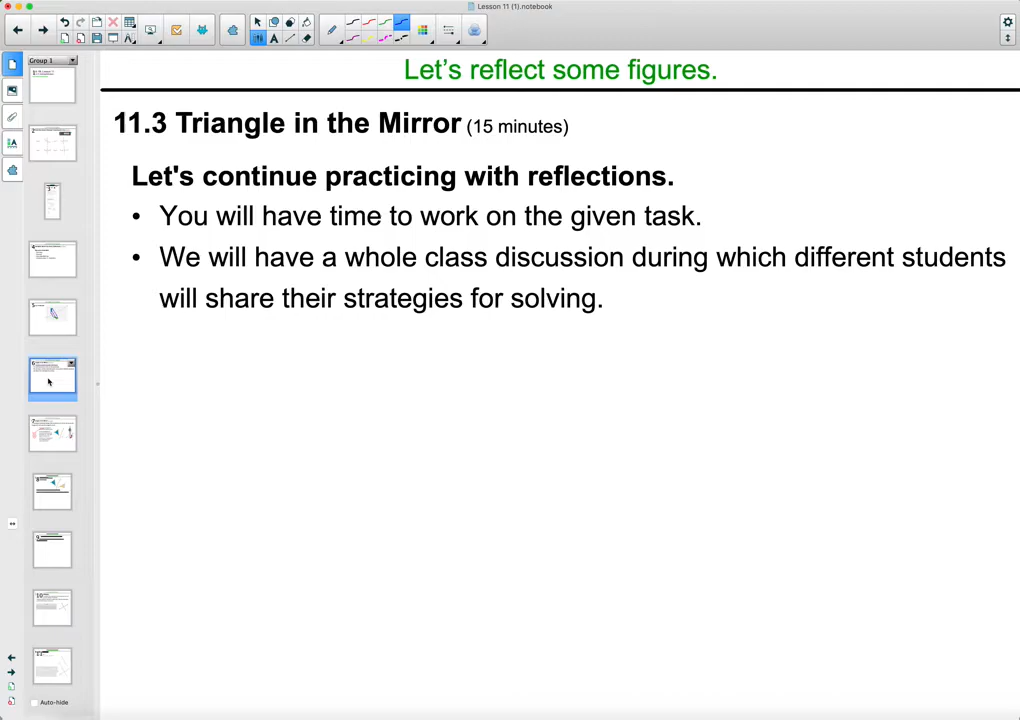 Lesson 11 (1).notebook
Group 1
Let's reflect some figures.
11.3 Triangle in the Mirror (15 minutes)
Let's continue practicing with reflections.
• You will have time to work on the given task.
• We will have a whole class discussion during which different students
will share their strategies for solving.
Auto-hide